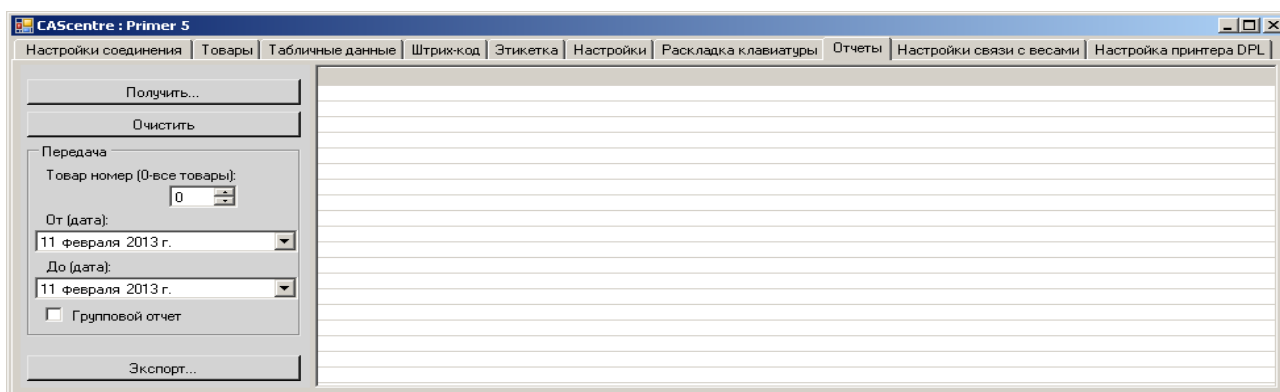 CAScentre : Primer 5
Настройки соединения Товары Табличные данные Штрих-код Этикетка Настройки Раскладка клавиатуры Отчеты Настройки связи с весами Настройка принтера DPL
Получить...
Очистить
Передача
Товар номер (0-все товары):
0
От (дата):
11 февраля 2013 г.
До (дата):
11 февраля 2013 г.
Групповой отчет
Экспорт...